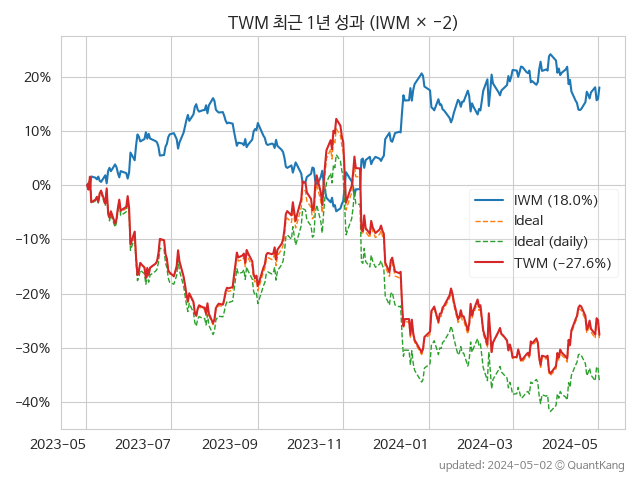 TWM 최근 1년 성과 (IWM × −2)
20%
10%
0%
−10%
−20%
−30%
−40%
IWM (18.0%)
Ideal
Ideal (daily)
TWM (−27.6%)
2023-05 2023-07 2023-09 2023-11 2024-01 2024-03 2024-05
updated: 2024-05-02 © QuantKang